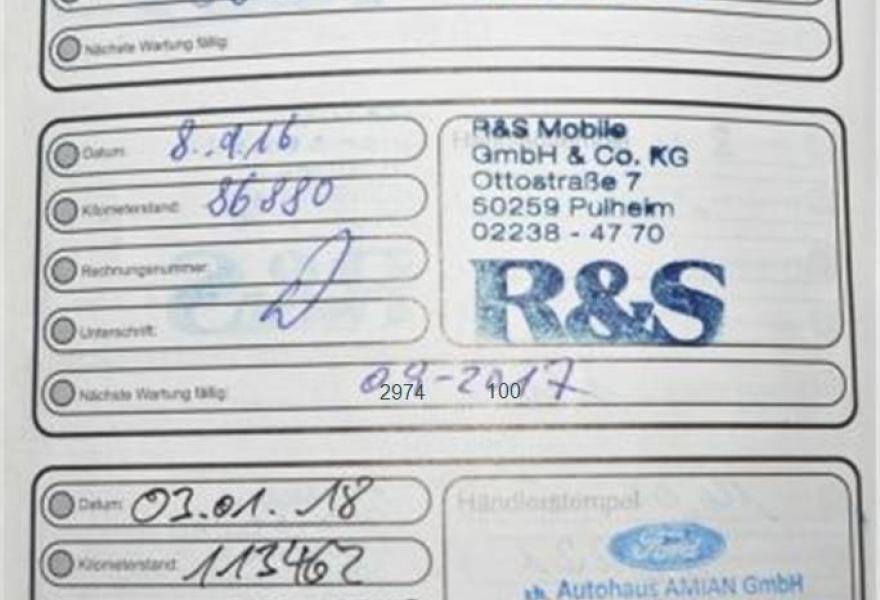 Nächste Wartung fällig:
Datum: 8.9.16
Kilometerstand: 86880
Rechnungsnummer:
Unterschrift:
R&S Mobile
GmbH & Co. KG
Ottostraße 7
50259 Pulheim
02238 - 47 70
R&S
Nächste Wartung fällig: 09-2017
2974 100
Datum: 03.01.18
Kilometerstand: 113462
Händlerstempel
Ford
Autohaus AMIAN GmbH